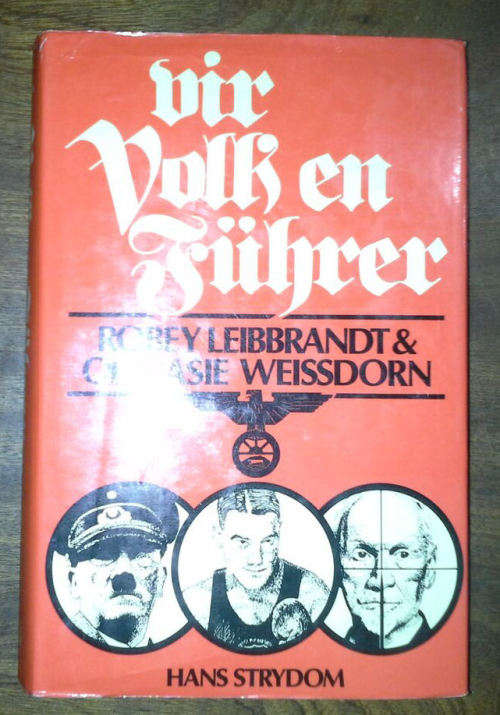 vir
Volk en
Führer
ROBEY LEIBBRANDT &
WEISSDORN
HANS STRYDOM